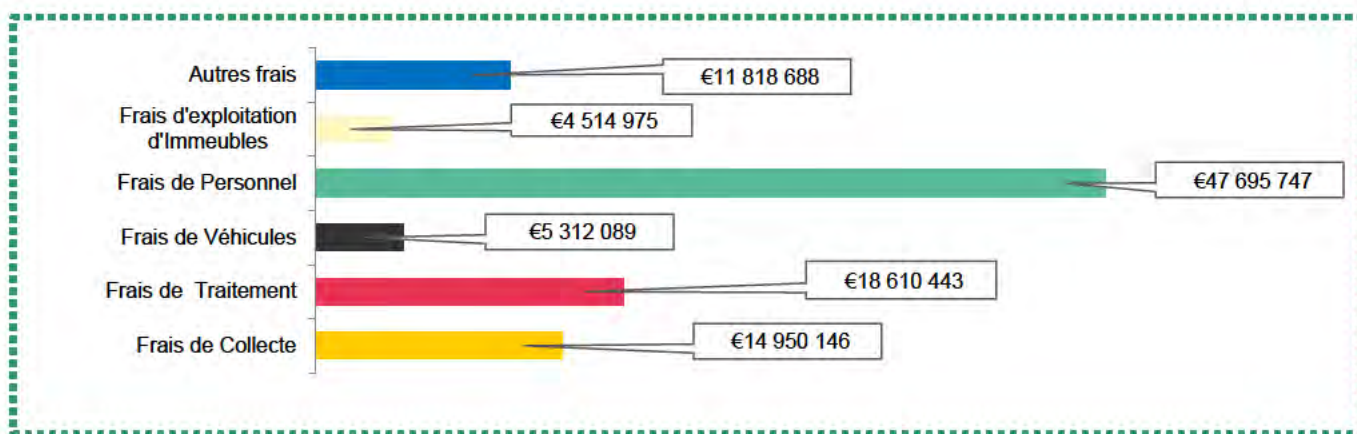 Autres frais
€11 818 688
Frais d'exploitation
d'Immeubles
€4 514 975
Frais de Personnel
€47 695 747
Frais de Véhicules
€5 312 089
Frais de Traitement
€18 610 443
Frais de Collecte
€14 950 146